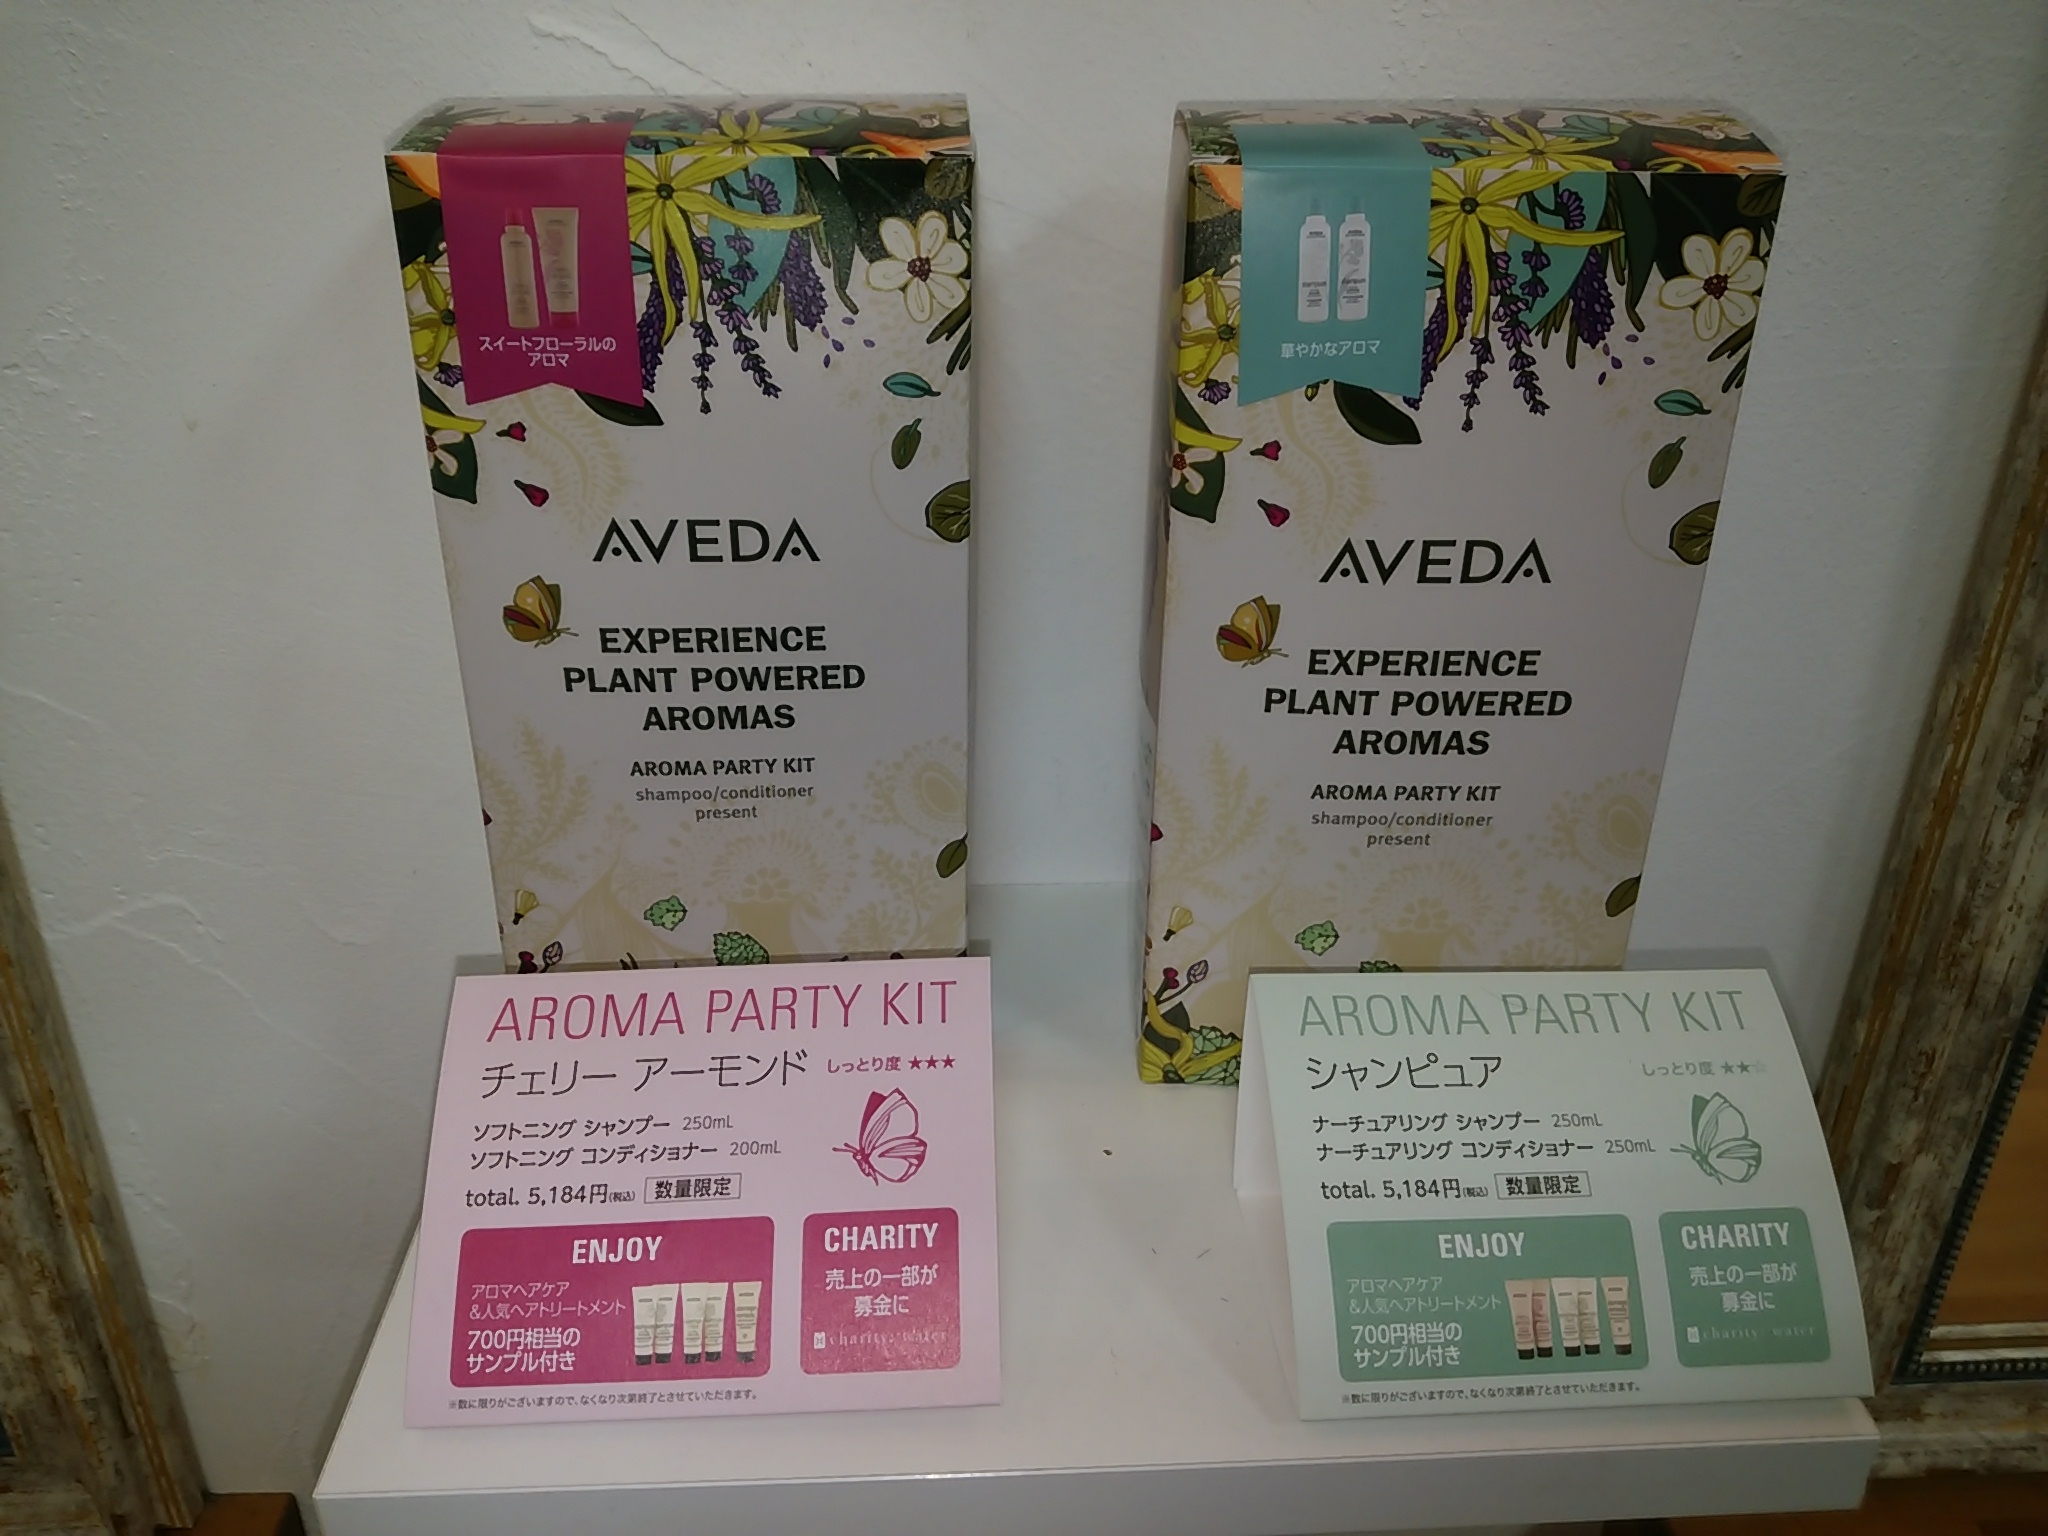 スイートフローラルの
アロマ
AVEDA
EXPERIENCE
PLANT POWERED
AROMAS
AROMA PARTY KIT
shampoo/conditioner
present
華やかなアロマ
AVEDA
EXPERIENCE
PLANT POWERED
AROMAS
AROMA PARTY KIT
shampoo/conditioner
present
AROMA PARTY KIT
チェリー アーモンド しっとり度 ★★★
ソフトニング シャンプー 250mL
ソフトニング コンディショナー 200mL
total. 5,184円(税込) 数量限定
ENJOY
アロマヘアケア
&人気ヘアトリートメント
700円相当の
サンプル付き
CHARITY
売上の一部が
募金に
charity: water
※数に限りがございますので、なくなり次第終了とさせていただきます。
AROMA PARTY KIT
シャンピュア しっとり度 ★★☆
ナーチュアリング シャンプー 250mL
ナーチュアリング コンディショナー 250mL
total. 5,184円(税込) 数量限定
ENJOY
アロマヘアケア
&人気ヘアトリートメント
700円相当の
サンプル付き
CHARITY
売上の一部が
募金に
charity: water
※数に限りがございますので、なくなり次第終了とさせていただきます。